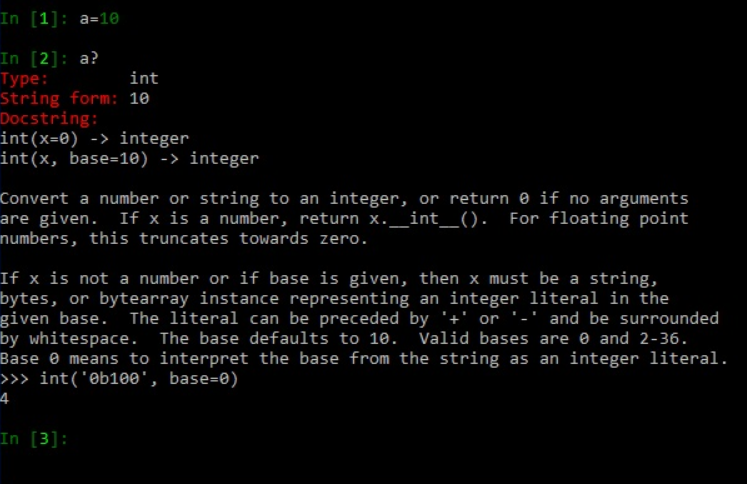 In [1]: a=10
In [2]: a?
Type:        int
String form: 10
Docstring:
int(x=0) -> integer
int(x, base=10) -> integer
Convert a number or string to an integer, or return 0 if no arguments
are given.  If x is a number, return x.__int__().  For floating point
numbers, this truncates towards zero.
If x is not a number or if base is given, then x must be a string,
bytes, or bytearray instance representing an integer literal in the
given base.  The literal can be preceded by '+' or '-' and be surrounded
by whitespace.  The base defaults to 10.  Valid bases are 0 and 2-36.
Base 0 means to interpret the base from the string as an integer literal.
>>> int('0b100', base=0)
4
In [3]: